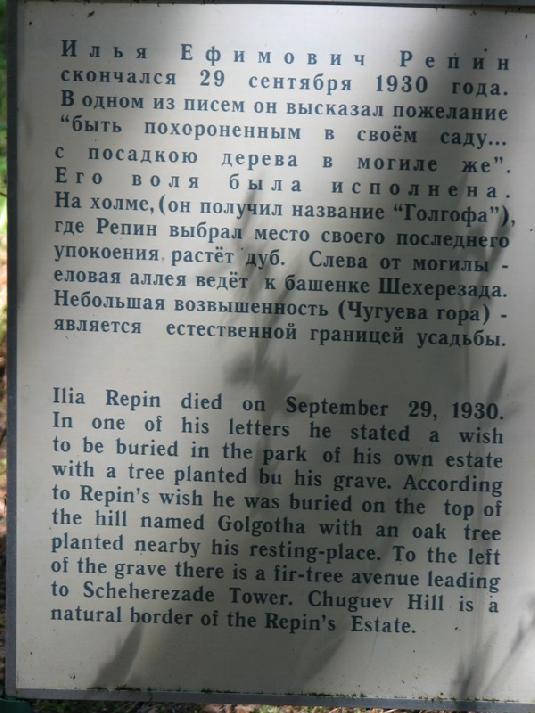 Илья Ефимович Репин
скончался 29 сентября 1930 года.
В одном из писем он высказал пожелание
“быть похороненным в своём саду...
с посадкою дерева в могиле же”.
Его воля была исполнена.
На холме, (он получил название “Голгофа”),
где Репин выбрал место своего последнего
упокоения, растёт дуб. Слева от могилы -
еловая аллея ведёт к башенке Шехерезада.
Небольшая возвышенность (Чугуева гора) -
является естественной границей усадьбы.
Ilia Repin died on September 29, 1930.
In one of his letters he stated a wish
to be buried in the park of his own estate
with a tree planted bu his grave. According
to Repin's wish he was buried on the top of
the hill named Golgotha with an oak tree
planted nearby his resting-place. To the left
of the grave there is a fir-tree avenue leading
to Scheherezade Tower. Chuguev Hill is a
natural border of the Repin's Estate.